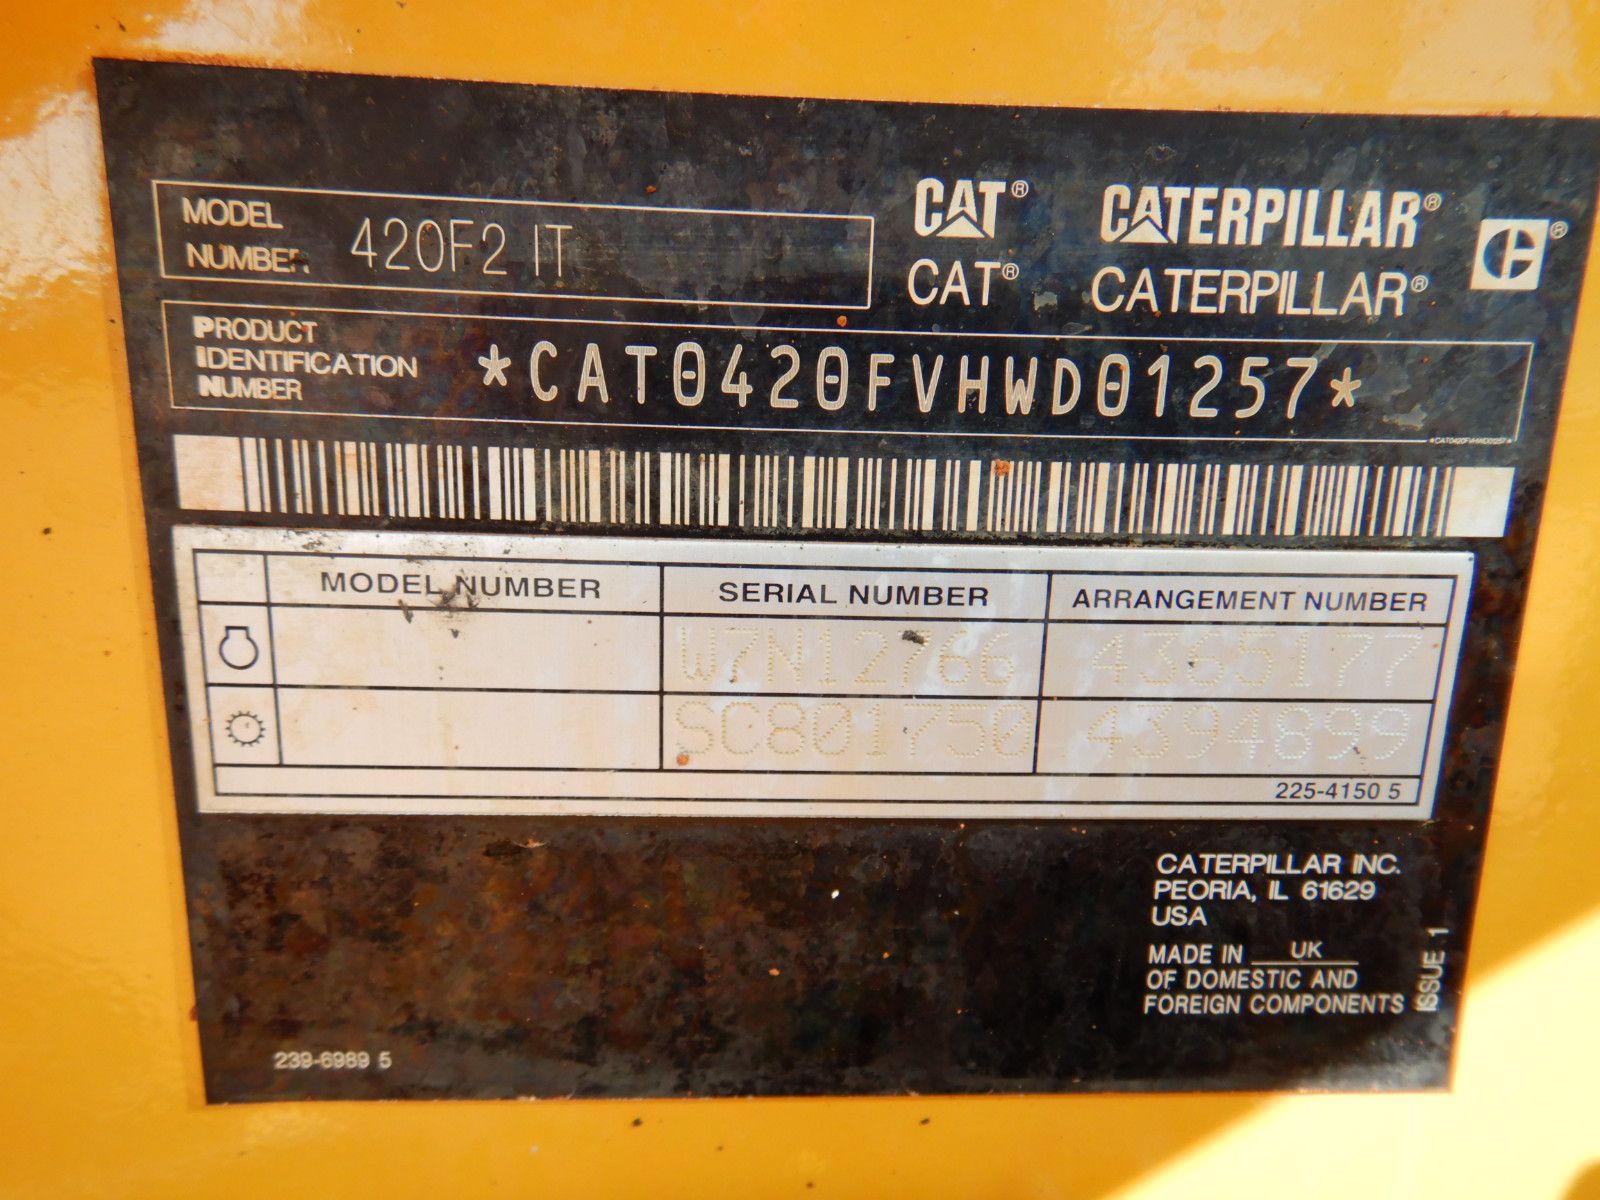 MODEL
NUMBER 420F2 IT
CAT® CATERPILLAR®
CAT® CATERPILLAR®
PRODUCT
IDENTIFICATION
NUMBER
*CAT0420FVHWD01257*
*CAT0420FVHWD01257*
MODEL NUMBER SERIAL NUMBER ARRANGEMENT NUMBER
W7N12766 4365177
SC801750 4394899
225-4150 5
CATERPILLAR INC.
PEORIA, IL 61629
USA
MADE IN UK
OF DOMESTIC AND
FOREIGN COMPONENTS
ISSUE 1
239-6989 5